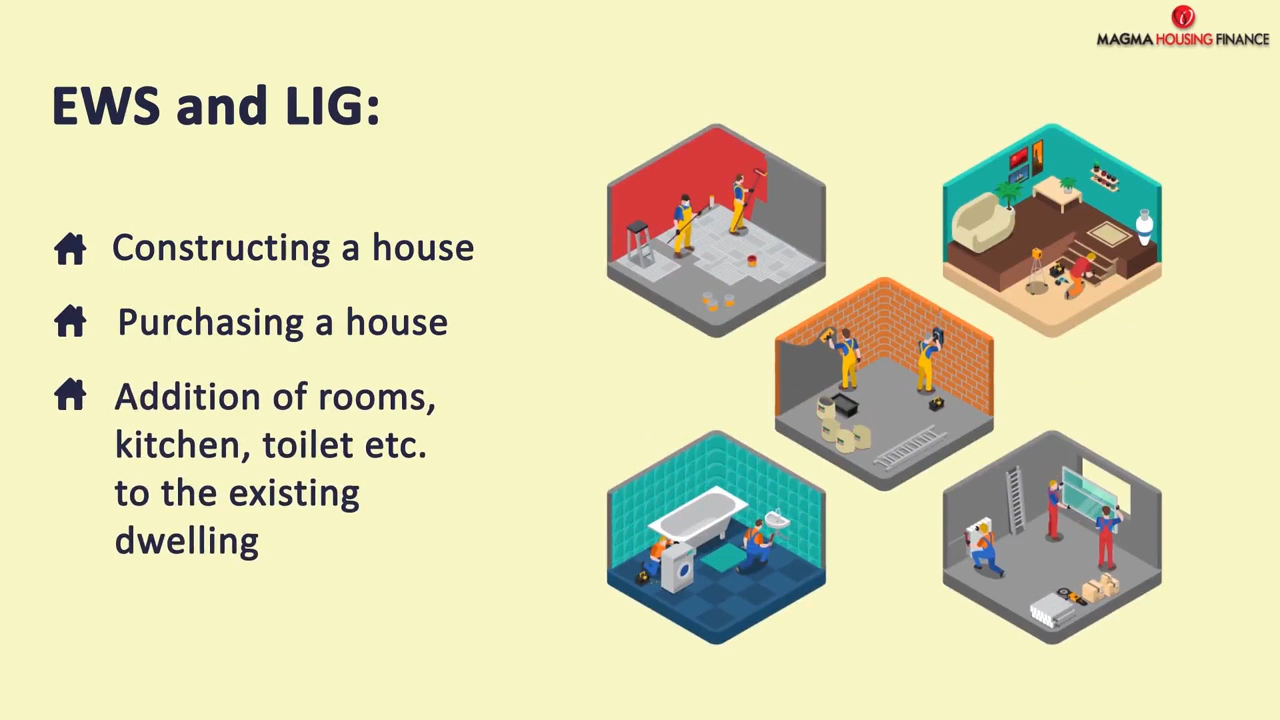 MAGMA HOUSING FINANCE
EWS and LIG:
Constructing a house
Purchasing a house
Addition of rooms,
kitchen, toilet etc.
to the existing
dwelling